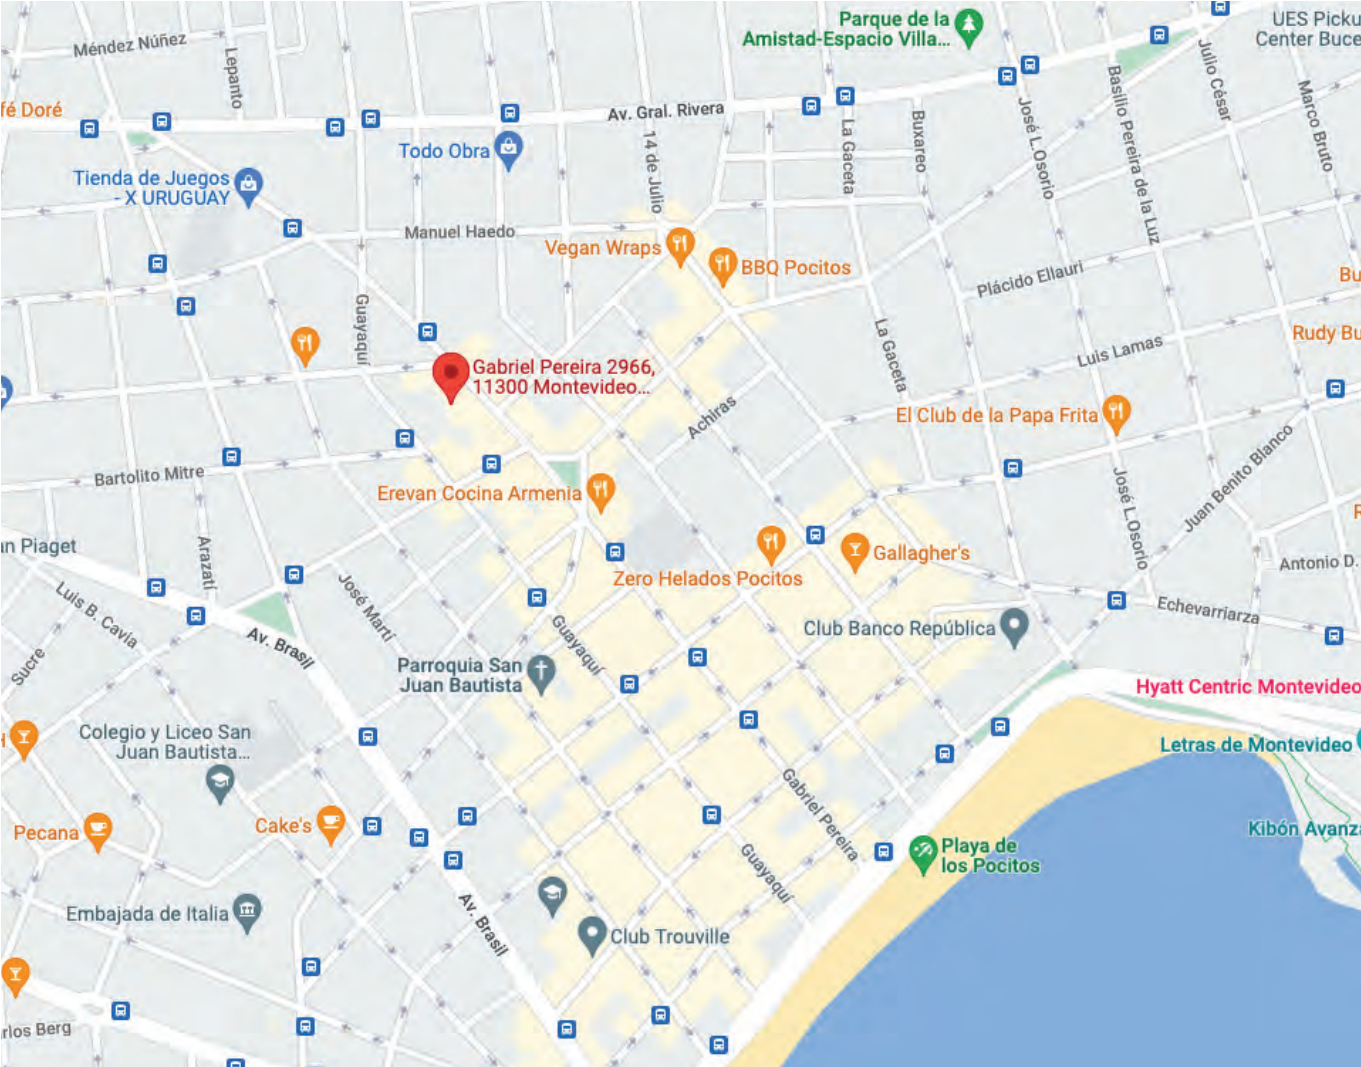 Parque de la
Amistad-Espacio Villa...
UES Picku
Center Buce
Méndez Núñez
Lepanto
Julio César
Basilio Pereira de la Luz
Marco Bruto
fé Doré
Av. Gral. Rivera
José L.Osorio
La Gaceta
Buxareo
14 de Julio
Todo Obra
Tienda de Juegos
- X URUGUAY
Manuel Haedo
Vegan Wraps
BBQ Pocitos
Plácido Ellauri
Bu
Guayaquí
La Gaceta
Rudy Bu
Luis Lamas
Gabriel Pereira 2966,
11300 Montevideo...
Achiras
El Club de la Papa Frita
Juan Benito Blanco
Bartolito Mitre
Erevan Cocina Armenia
José L.Osorio
R
an Piaget
Arazatí
Gallagher's
Antonio D.
Zero Helados Pocitos
Luis B. Cavia
José Martí
Echevarriarza
Club Banco República
Av. Brasil
Guayaquí
Sucre
Parroquia San
Juan Bautista
Hyatt Centric Montevideo
H
Colegio y Liceo San
Juan Bautista...
Letras de Montevideo
Gabriel Pereira
Pecana
Cake's
Kibón Avanza
Playa de
los Pocitos
Guayaquí
Embajada de Italia
Av. Brasil
Club Trouville
rlos Berg